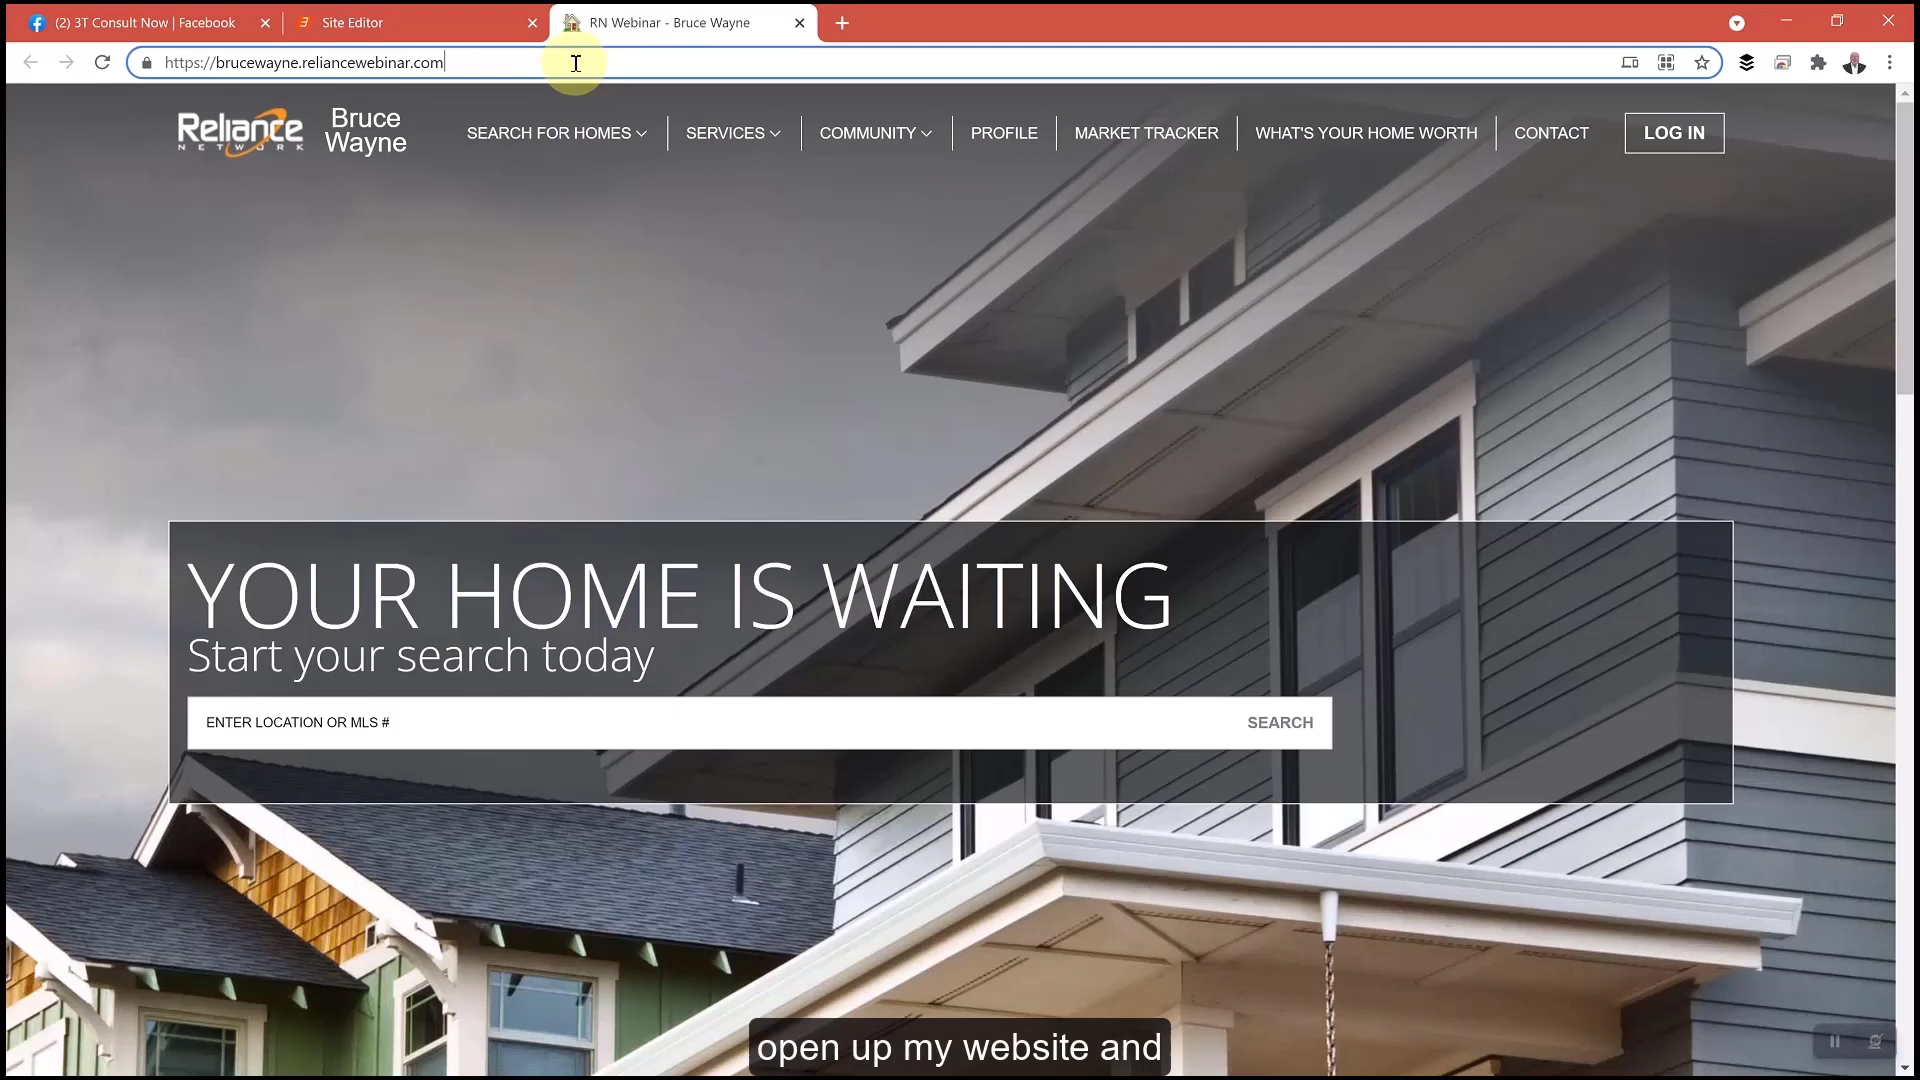 (2) 3T Consult Now | Facebook
Site Editor
RN Webinar - Bruce Wayne
https://brucewayne.reliancewebinar.com
Reliance
NETWORK
Bruce
Wayne
SEARCH FOR HOMES
SERVICES
COMMUNITY
PROFILE
MARKET TRACKER
WHAT'S YOUR HOME WORTH
CONTACT
LOG IN
YOUR HOME IS WAITING
Start your search today
ENTER LOCATION OR MLS #
SEARCH
open up my website and